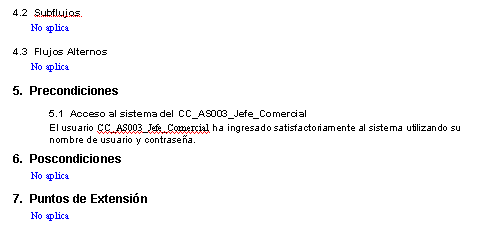 4.2 Subflujos
No aplica
4.3 Flujos Alternos
No aplica
5. Precondiciones
5.1 Acceso al sistema del CC_AS003_Jefe_Comercial
El usuario CC_AS003_Jefe_Comercial ha ingresado satisfactoriamente al sistema utilizando su
nombre de usuario y contraseña.
6. Poscondiciones
No aplica
7. Puntos de Extensión
No aplica